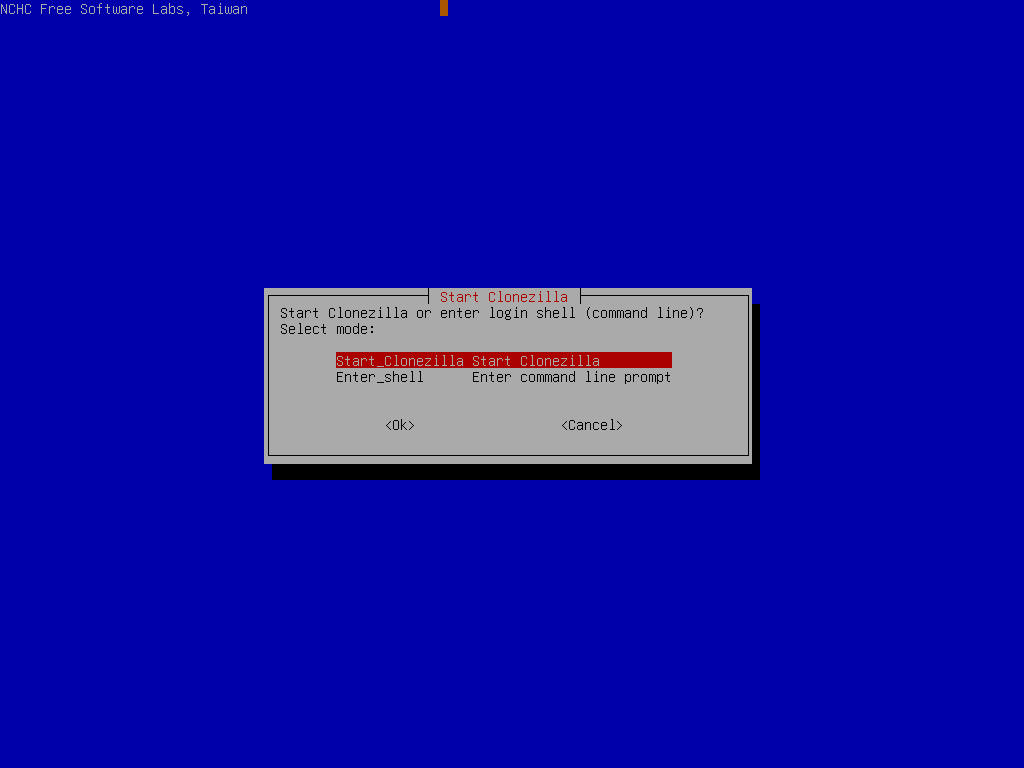 NCHC Free Software Labs, Taiwan
Start Clonezilla
Start Clonezilla or enter login shell (command line)?
Select mode:
Start_Clonezilla Start Clonezilla
Enter_shell Enter command line prompt
<Ok> <Cancel>